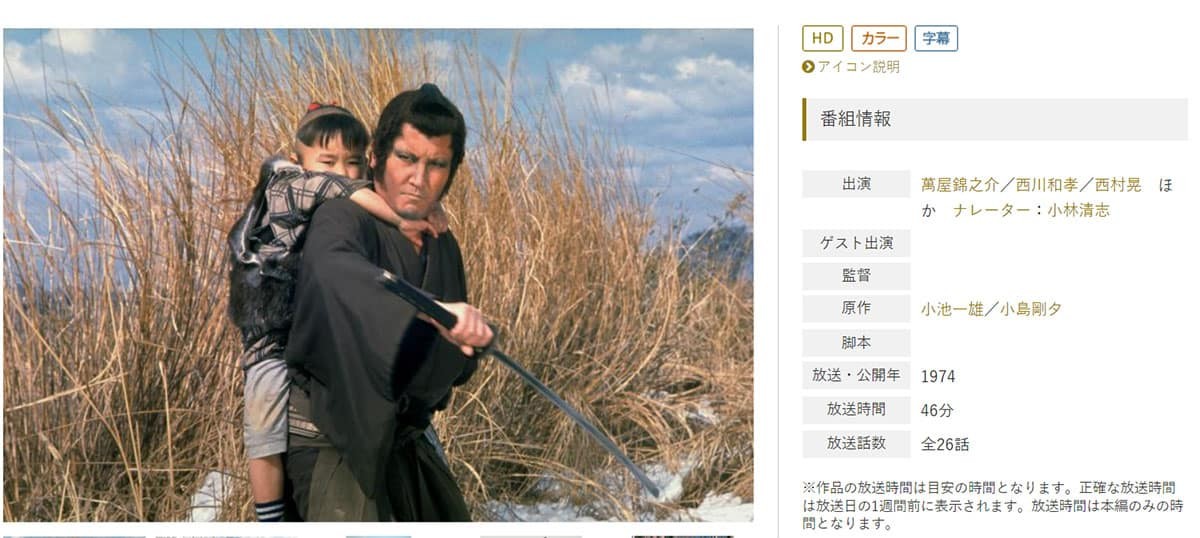 HD カラー 字幕
アイコン説明
番組情報
出演 萬屋錦之介／西川和孝／西村晃　ほ
か　ナレーター：小林清志
ゲスト出演
監督
原作 小池一雄／小島剛夕
脚本
放送・公開年 1974
放送時間 46分
放送話数 全26話
※作品の放送時間は目安の時間となります。正確な放送時間
は放送日の1週間前に表示されます。放送時間は本編のみの時
間となります。